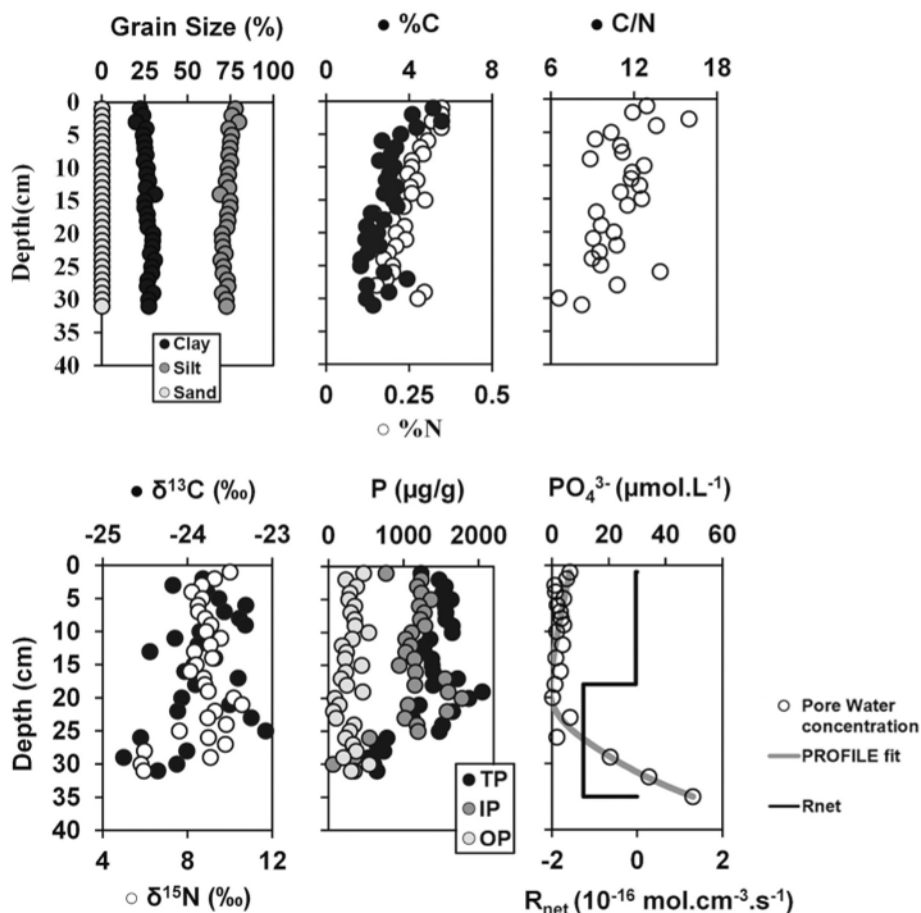 Grain Size (%)
0 25 50 75 100
Depth(cm)
0
5
10
15
20
25
30
35
40
Clay
Silt
Sand
%C
0 4 8
0 0.25 0.5
%N
C/N
6 12 18
δ¹³C (‰)
-25 -24 -23
Depth (cm)
0
5
10
15
20
25
30
35
40
4 8 12
δ¹⁵N (‰)
P (µg/g)
0 1000 2000
TP
IP
OP
PO₄³⁻ (µmol.L⁻¹)
0 20 40 60
-2 0 2
Rnet (10⁻¹⁶ mol.cm⁻³.s⁻¹)
Pore Water
concentration
PROFILE fit
Rnet